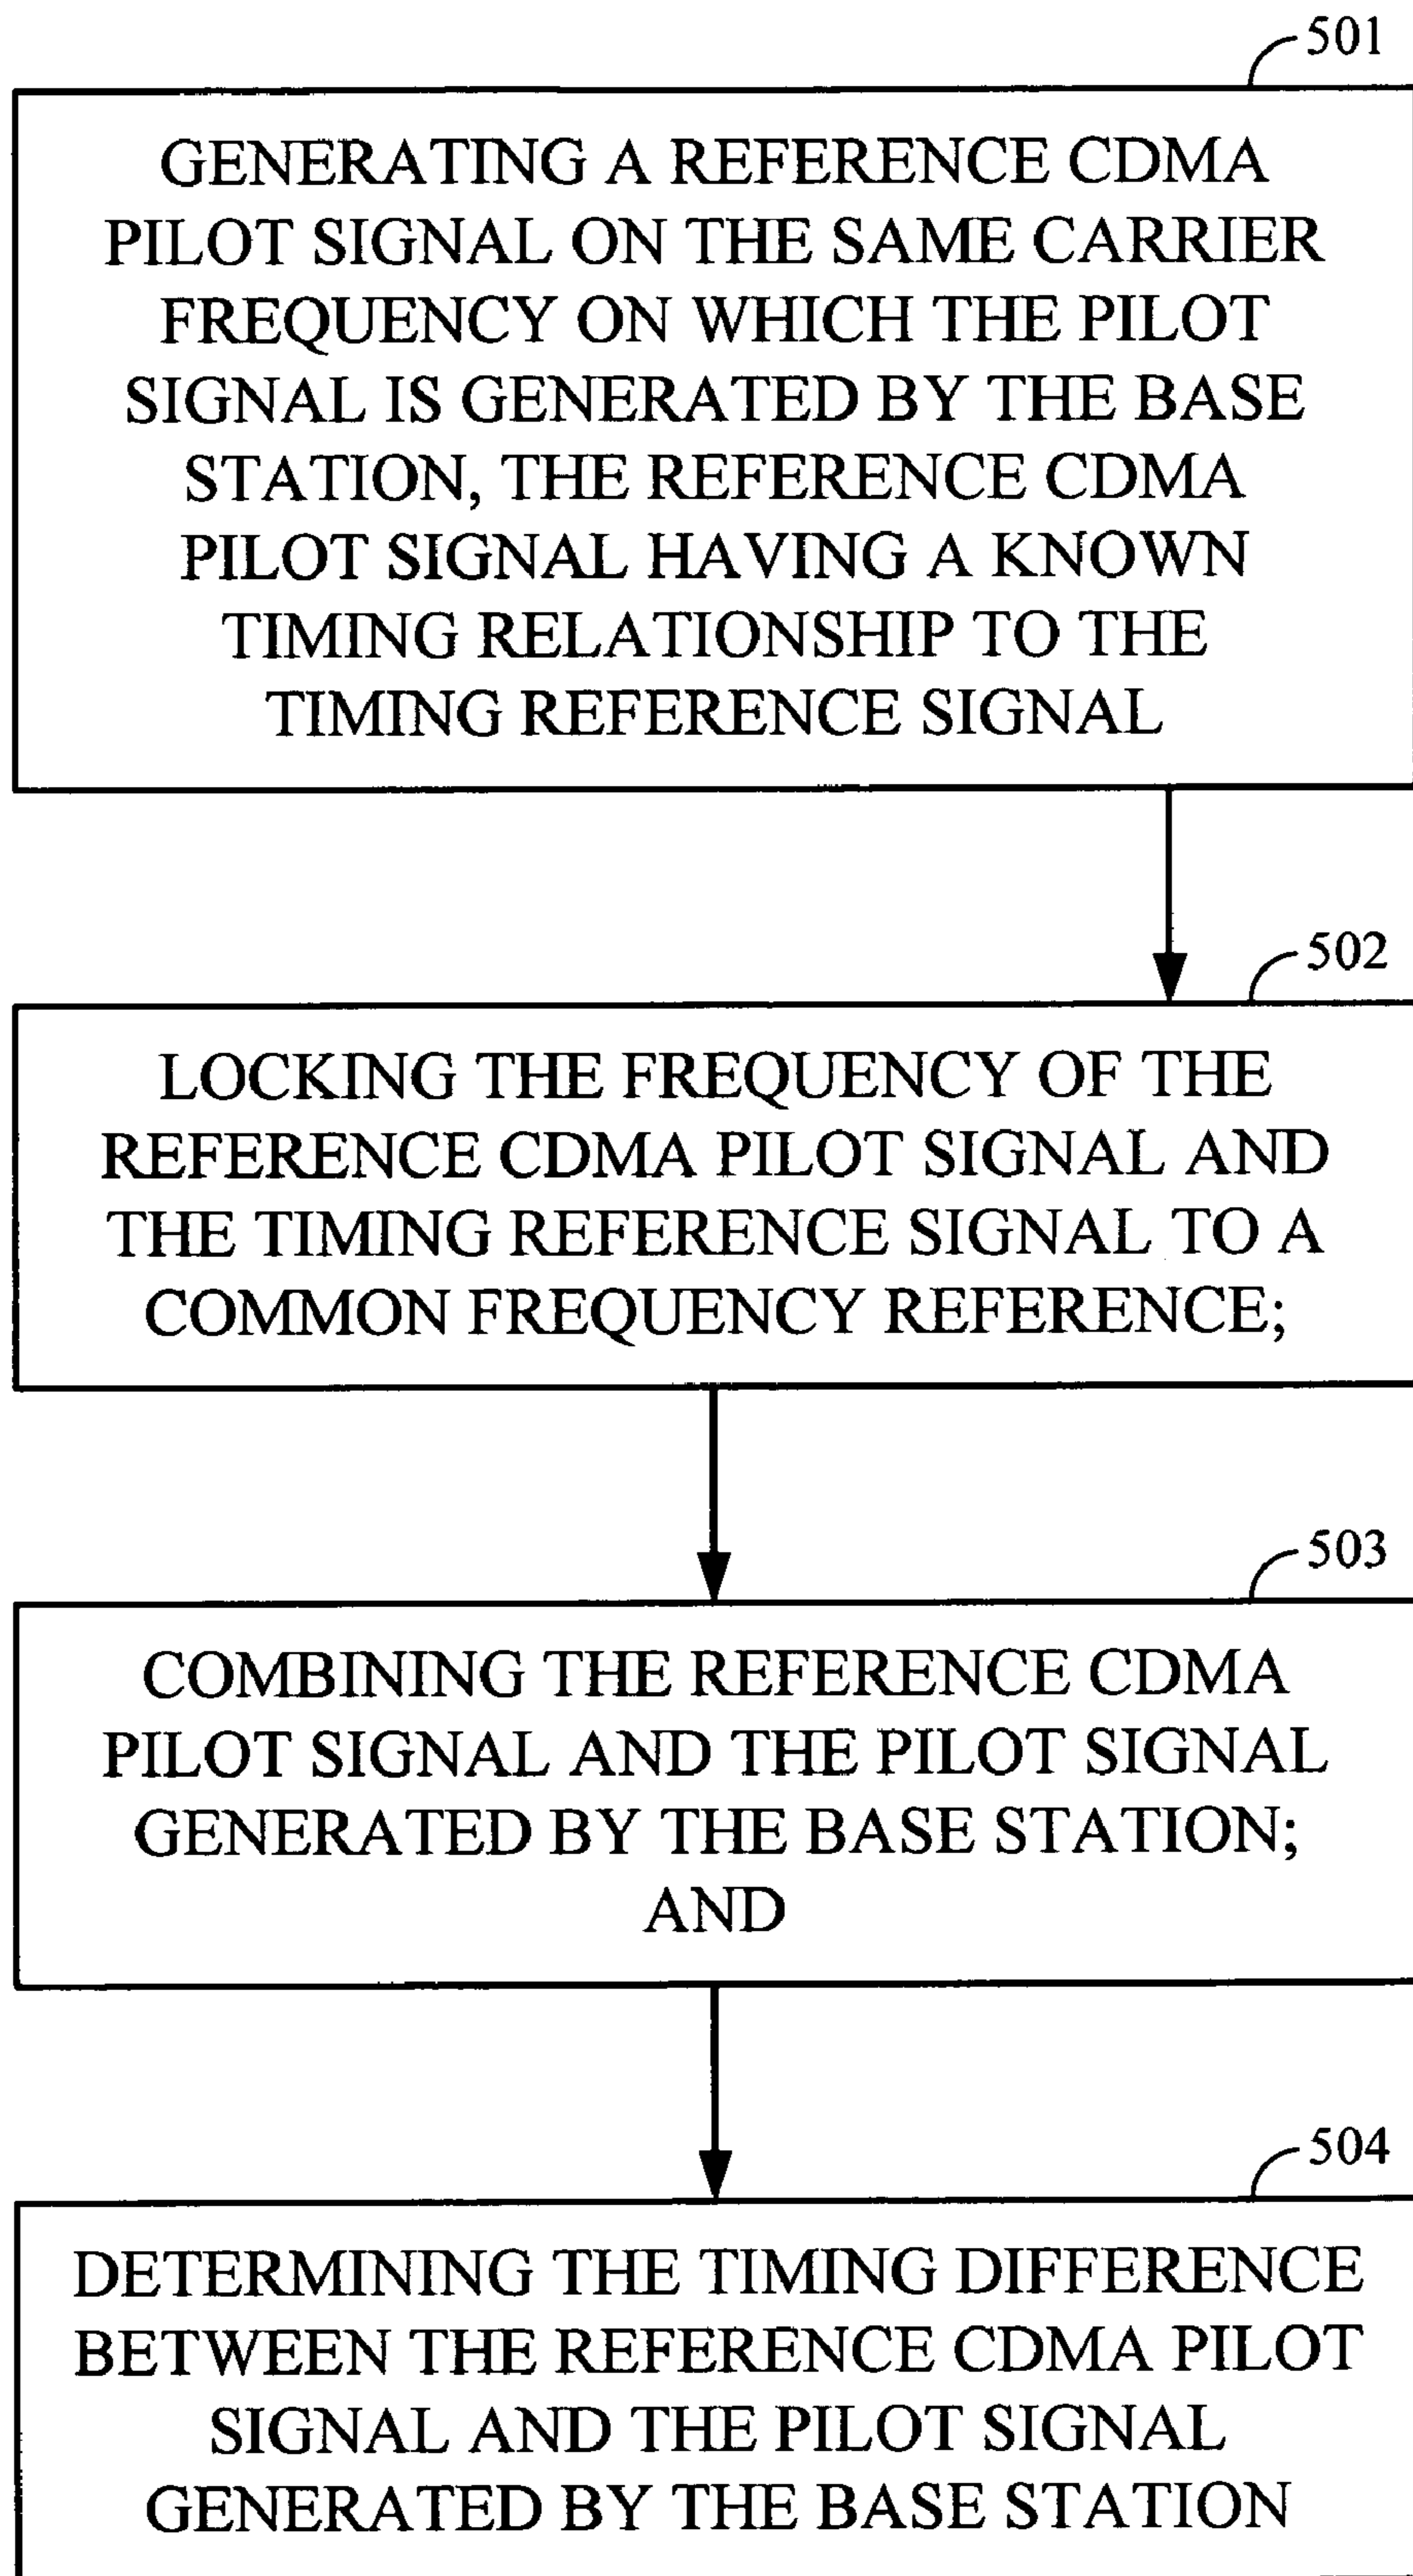 501
GENERATING A REFERENCE CDMA
PILOT SIGNAL ON THE SAME CARRIER
FREQUENCY ON WHICH THE PILOT
SIGNAL IS GENERATED BY THE BASE
STATION, THE REFERENCE CDMA
PILOT SIGNAL HAVING A KNOWN
TIMING RELATIONSHIP TO THE
TIMING REFERENCE SIGNAL
502
LOCKING THE FREQUENCY OF THE
REFERENCE CDMA PILOT SIGNAL AND
THE TIMING REFERENCE SIGNAL TO A
COMMON FREQUENCY REFERENCE;
503
COMBINING THE REFERENCE CDMA
PILOT SIGNAL AND THE PILOT SIGNAL
GENERATED BY THE BASE STATION;
AND
504
DETERMINING THE TIMING DIFFERENCE
BETWEEN THE REFERENCE CDMA PILOT
SIGNAL AND THE PILOT SIGNAL
GENERATED BY THE BASE STATION